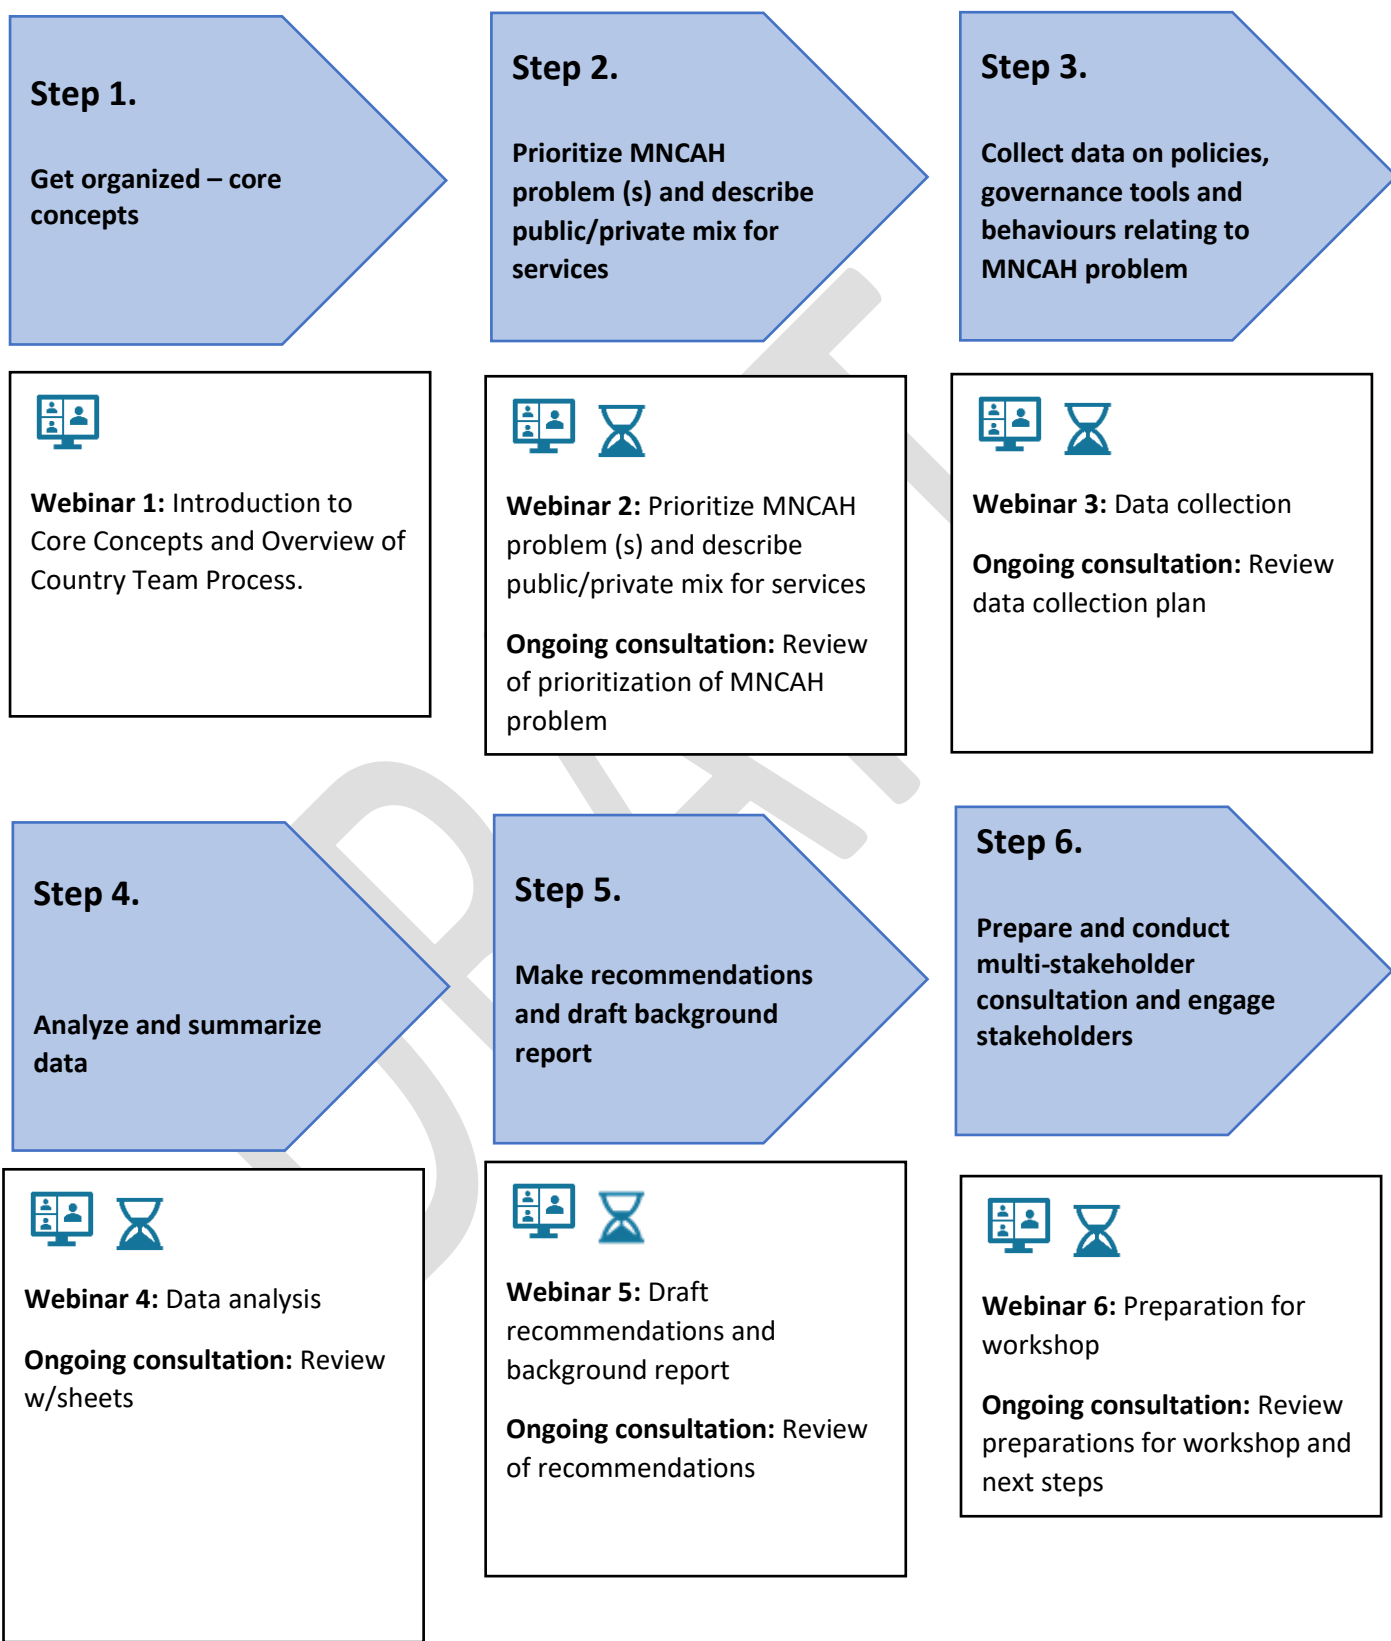 Step 1.
Get organized – core
concepts
Step 2.
Prioritize MNCAH
problem (s) and describe
public/private mix for
services
Step 3.
Collect data on policies,
governance tools and
behaviours relating to
MNCAH problem
Webinar 1: Introduction to
Core Concepts and Overview of
Country Team Process.
Webinar 2: Prioritize MNCAH
problem (s) and describe
public/private mix for services
Ongoing consultation: Review
of prioritization of MNCAH
problem
Webinar 3: Data collection
Ongoing consultation: Review
data collection plan
Step 4.
Analyze and summarize
data
Step 5.
Make recommendations
and draft background
report
Step 6.
Prepare and conduct
multi-stakeholder
consultation and engage
stakeholders
Webinar 4: Data analysis
Ongoing consultation: Review
w/sheets
Webinar 5: Draft
recommendations and
background report
Ongoing consultation: Review
of recommendations
Webinar 6: Preparation for
workshop
Ongoing consultation: Review
preparations for workshop and
next steps
DRAFT